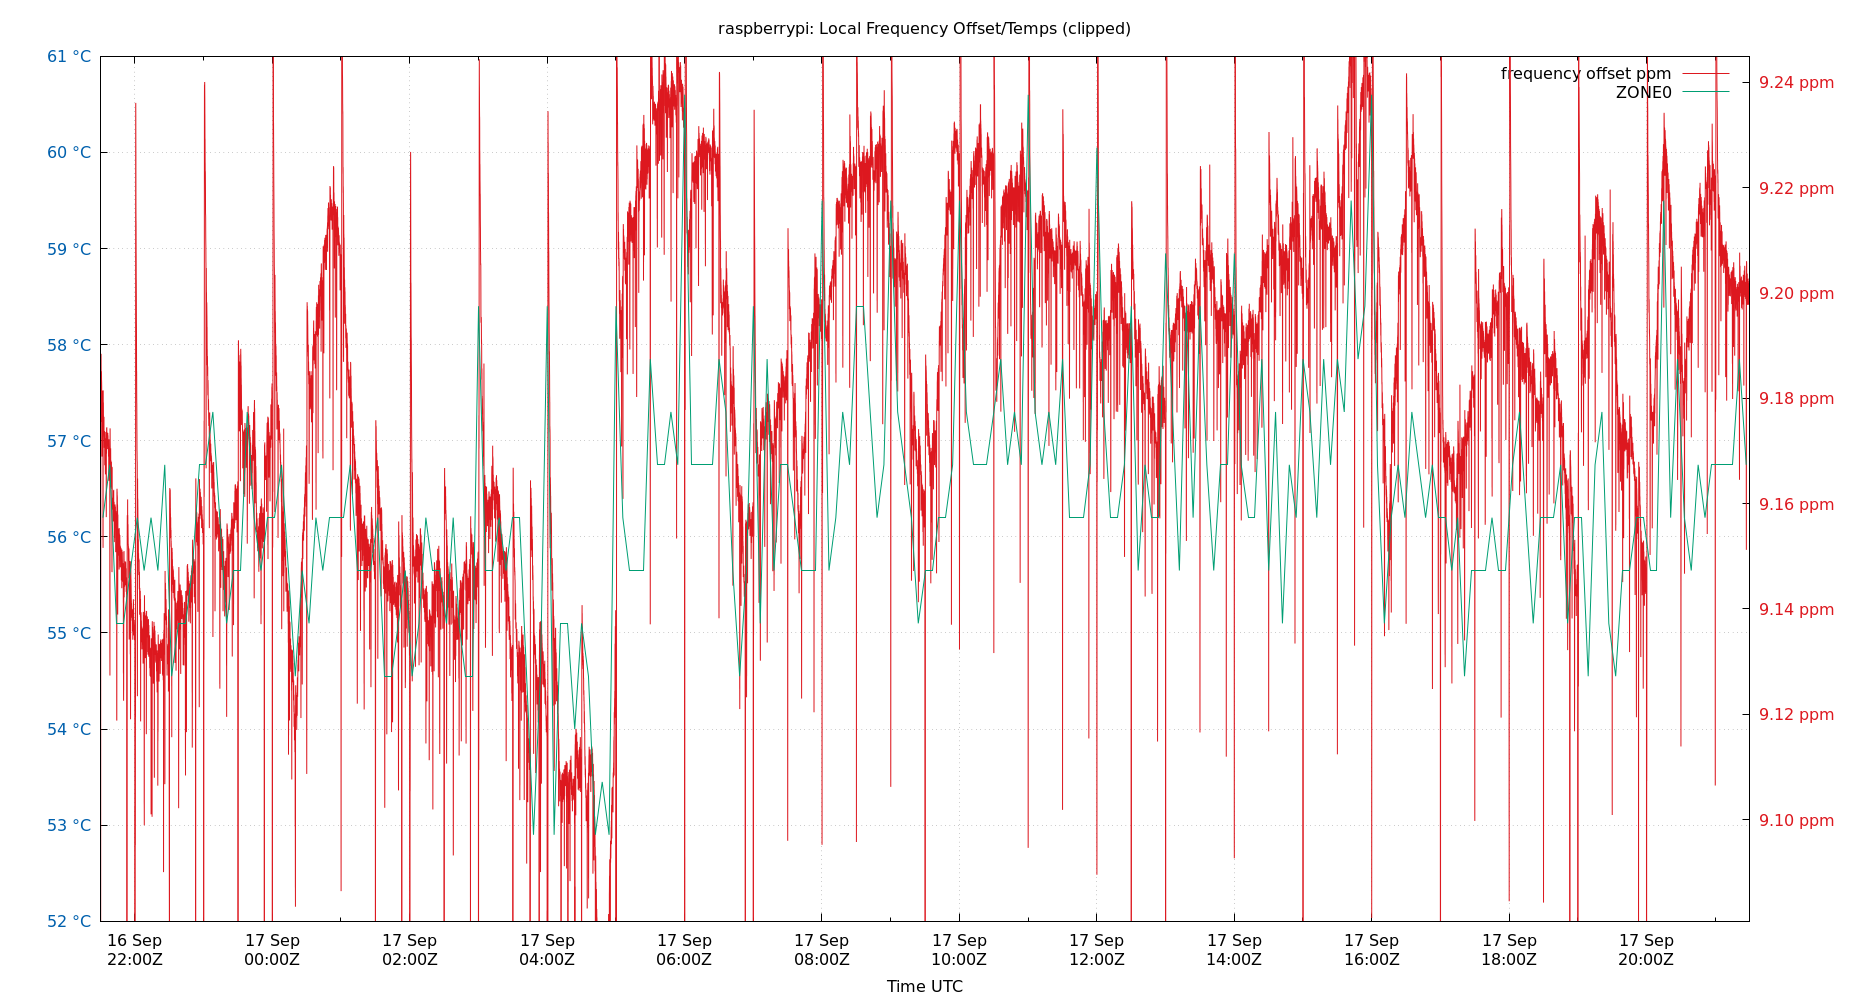 raspberrypi: Local Frequency Offset/Temps (clipped)
frequency offset ppm
ZONE0
61 °C
60 °C
59 °C
58 °C
57 °C
56 °C
55 °C
54 °C
53 °C
52 °C
9.24 ppm
9.22 ppm
9.20 ppm
9.18 ppm
9.16 ppm
9.14 ppm
9.12 ppm
9.10 ppm
16 Sep
22:00Z
17 Sep
00:00Z
17 Sep
02:00Z
17 Sep
04:00Z
17 Sep
06:00Z
17 Sep
08:00Z
17 Sep
10:00Z
17 Sep
12:00Z
17 Sep
14:00Z
17 Sep
16:00Z
17 Sep
18:00Z
17 Sep
20:00Z
Time UTC